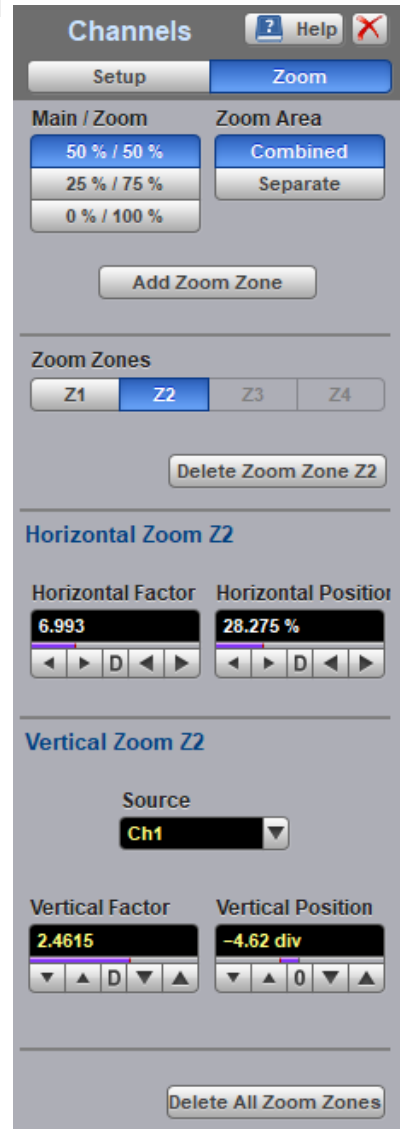 Channels
Help
Setup Zoom
Main / Zoom Zoom Area
50 % / 50 % Combined
25 % / 75 % Separate
0 % / 100 %
Add Zoom Zone
Zoom Zones
Z1 Z2 Z3 Z4
Delete Zoom Zone Z2
Horizontal Zoom Z2
Horizontal Factor Horizontal Position
6.993 28.275 %
D D
Vertical Zoom Z2
Source
Ch1
Vertical Factor Vertical Position
2.4615 −4.62 div
D 0
Delete All Zoom Zones